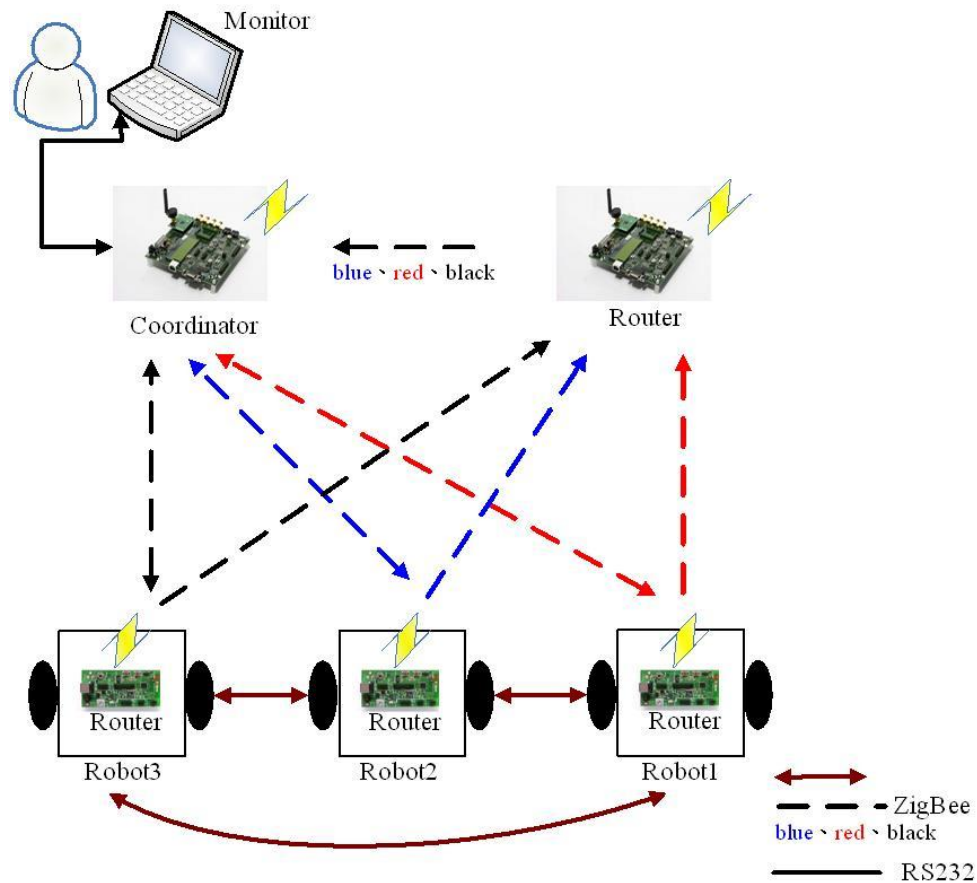 Monitor
blue、red、black
Coordinator
Router
Router
Router
Router
Robot3
Robot2
Robot1
ZigBee
blue、red、black
RS232